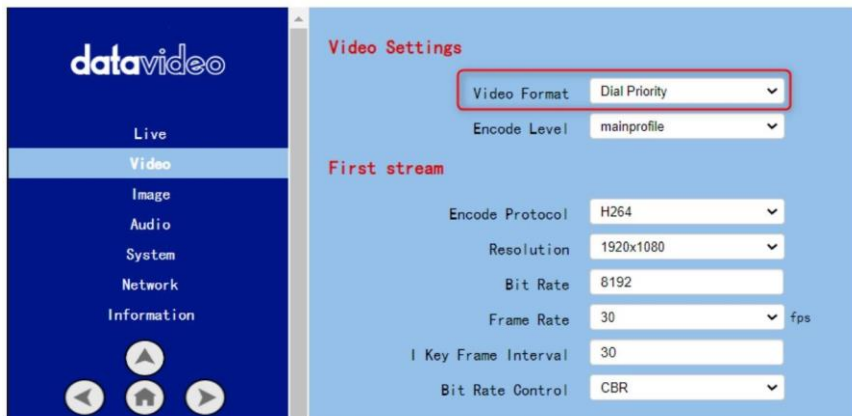 datavideo
Live
Video
Image
Audio
System
Network
Information
Video Settings
Video Format Dial Priority
Encode Level mainprofile
First stream
Encode Protocol H264
Resolution 1920x1080
Bit Rate 8192
Frame Rate 30 fps
I Key Frame Interval 30
Bit Rate Control CBR